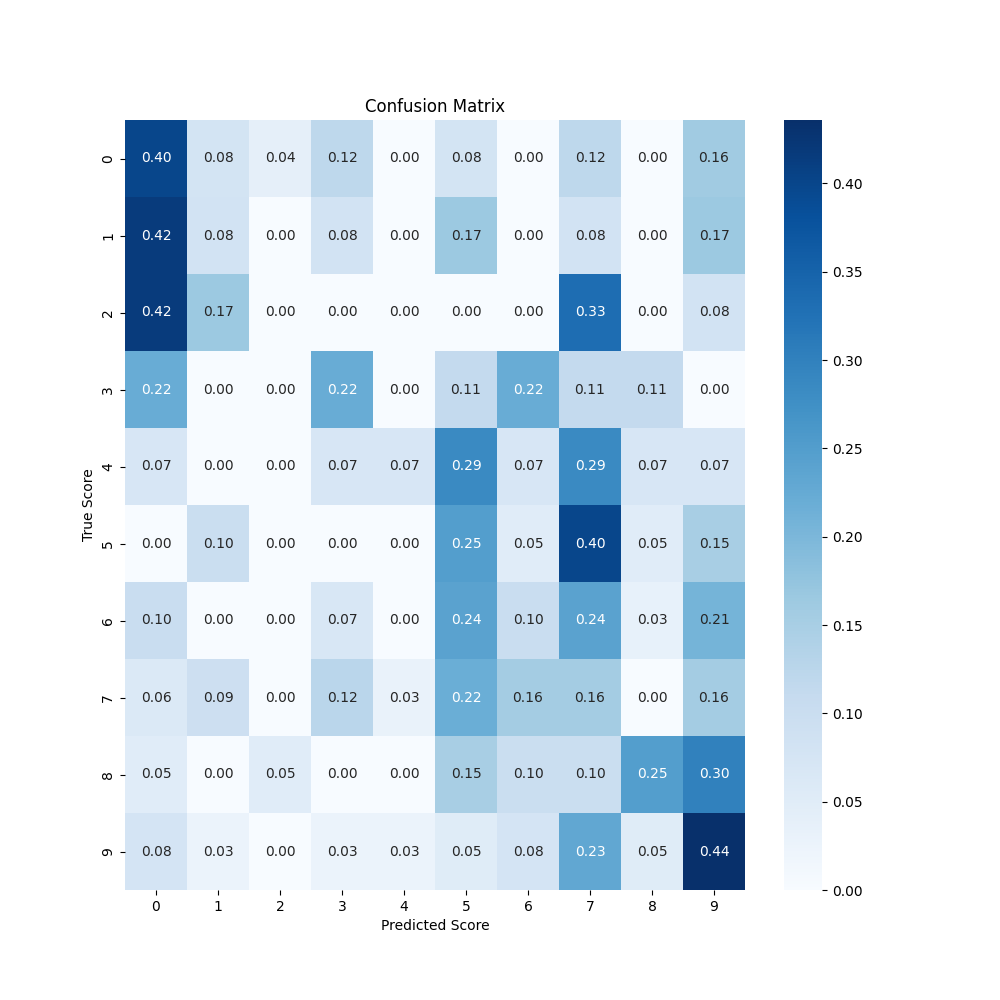 Confusion Matrix
0 0.40 0.08 0.04 0.12 0.00 0.08 0.00 0.12 0.00 0.16
1 0.42 0.08 0.00 0.08 0.00 0.17 0.00 0.08 0.00 0.17
2 0.42 0.17 0.00 0.00 0.00 0.00 0.00 0.33 0.00 0.08
3 0.22 0.00 0.00 0.22 0.00 0.11 0.22 0.11 0.11 0.00
4 0.07 0.00 0.00 0.07 0.07 0.29 0.07 0.29 0.07 0.07
5 0.00 0.10 0.00 0.00 0.00 0.25 0.05 0.40 0.05 0.15
6 0.10 0.00 0.00 0.07 0.00 0.24 0.10 0.24 0.03 0.21
7 0.06 0.09 0.00 0.12 0.03 0.22 0.16 0.16 0.00 0.16
8 0.05 0.00 0.05 0.00 0.00 0.15 0.10 0.10 0.25 0.30
9 0.08 0.03 0.00 0.03 0.03 0.05 0.08 0.23 0.05 0.44
0 1 2 3 4 5 6 7 8 9
Predicted Score
True Score
0.40
0.35
0.30
0.25
0.20
0.15
0.10
0.05
0.00